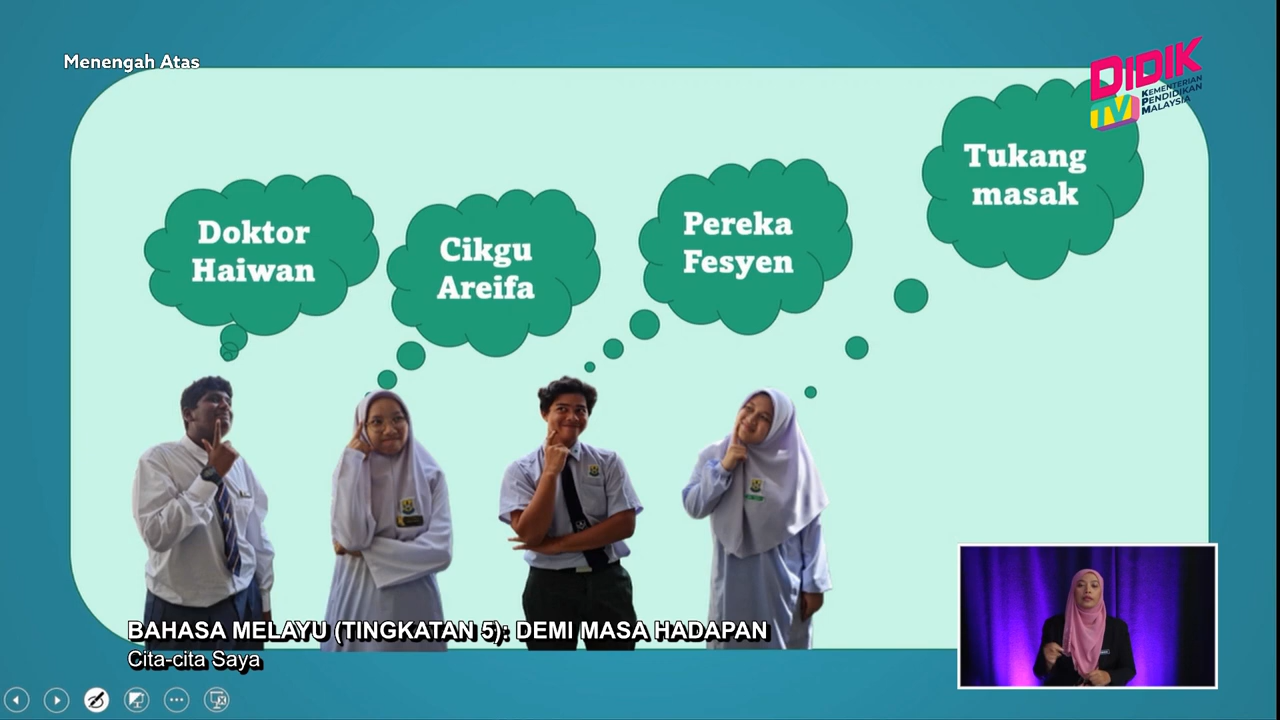 Menengah Atas
DIDIK
TV
KEMENTERIAN
PENDIDIKAN
MALAYSIA
Doktor
Haiwan
Cikgu
Areifa
Pereka
Fesyen
Tukang
masak
BAHASA MELAYU (TINGKATAN 5): DEMI MASA HADAPAN
Cita-cita Saya